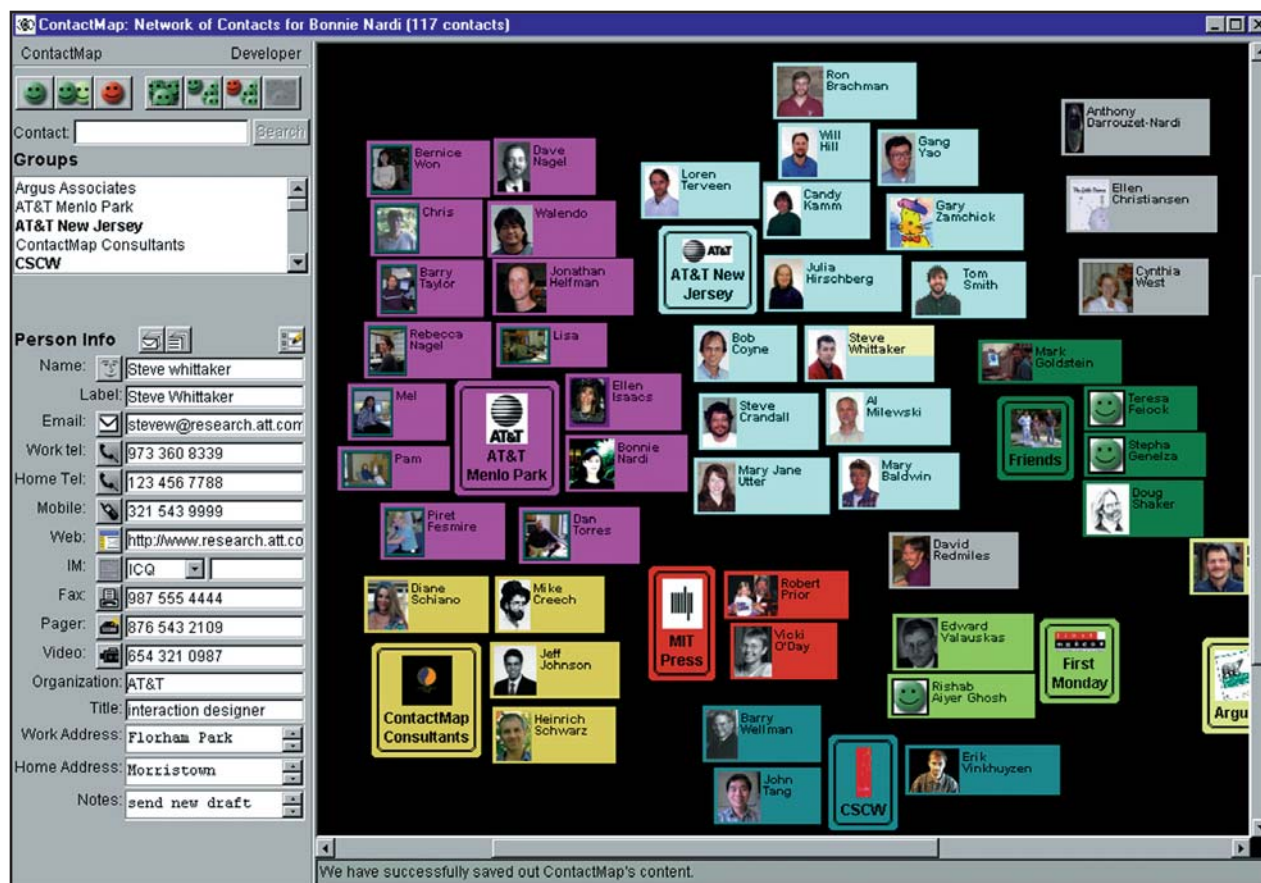 ContactMap: Network of Contacts for Bonnie Nardi (117 contacts)
ContactMap
Developer
Contact:
Search
Groups
Argus Associates
AT&T Menlo Park
AT&T New Jersey
ContactMap Consultants
CSCW
Person Info
Name: Steve whittaker
Label: Steve Whittaker
Email: stevew@research.att.com
Work tel: 973 360 8339
Home Tel: 123 456 7788
Mobile: 321 543 9999
Web: http://www.research.att.co
IM: ICQ
Fax: 987 555 4444
Pager: 876 543 2109
Video: 654 321 0987
Organization: AT&T
Title: interaction designer
Work Address: Florham Park
Home Address: Morristown
Notes: send new draft
Ron
Brachman
Will
Hill
Gang
Yao
Anthony
Darrouzet-Nardi
Bernice
Won
Dave
Nagel
Loren
Terveen
Candy
Kamm
Gary
Zamchick
Ellen
Christiansen
Chris
Walendo
AT&T
AT&T New
Jersey
Julia
Hirschberg
Tom
Smith
Cynthia
West
Barry
Taylor
Jonathan
Helfman
Rebecca
Nagel
Lisa
Bob
Coyne
Steve
Whittaker
Mark
Goldstein
Mel
AT&T
AT&T
Menlo Park
Ellen
Isaacs
Steve
Crandall
Al
Milewski
Friends
Teresa
Feiock
Pam
Bonnie
Nardi
Mary Jane
Utter
Mary
Baldwin
Stepha
Genelza
Doug
Shaker
Piret
Fesmire
Dan
Torres
David
Redmiles
Diane
Schiano
Mike
Creech
MIT
Press
Robert
Prior
Vicki
O'Day
Edward
Valauskas
First
Monday
Rishab
Aiyer Ghosh
ContactMap
Consultants
Jeff
Johnson
Heinrich
Schwarz
Argu
Barry
Wellman
John
Tang
CSCW
Erik
Vinkhuyzen
We have successfully saved out ContactMap's content.